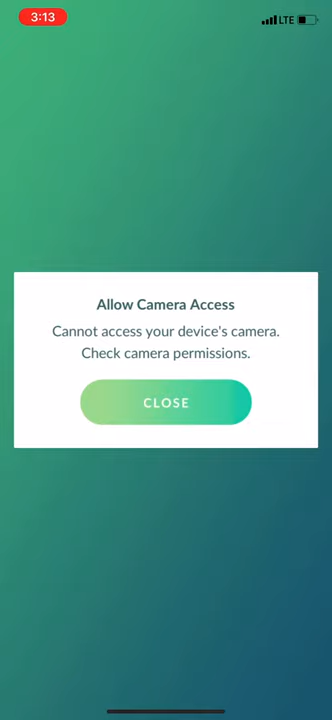 3:13
LTE
Allow Camera Access
Cannot access your device's camera.
Check camera permissions.
CLOSE